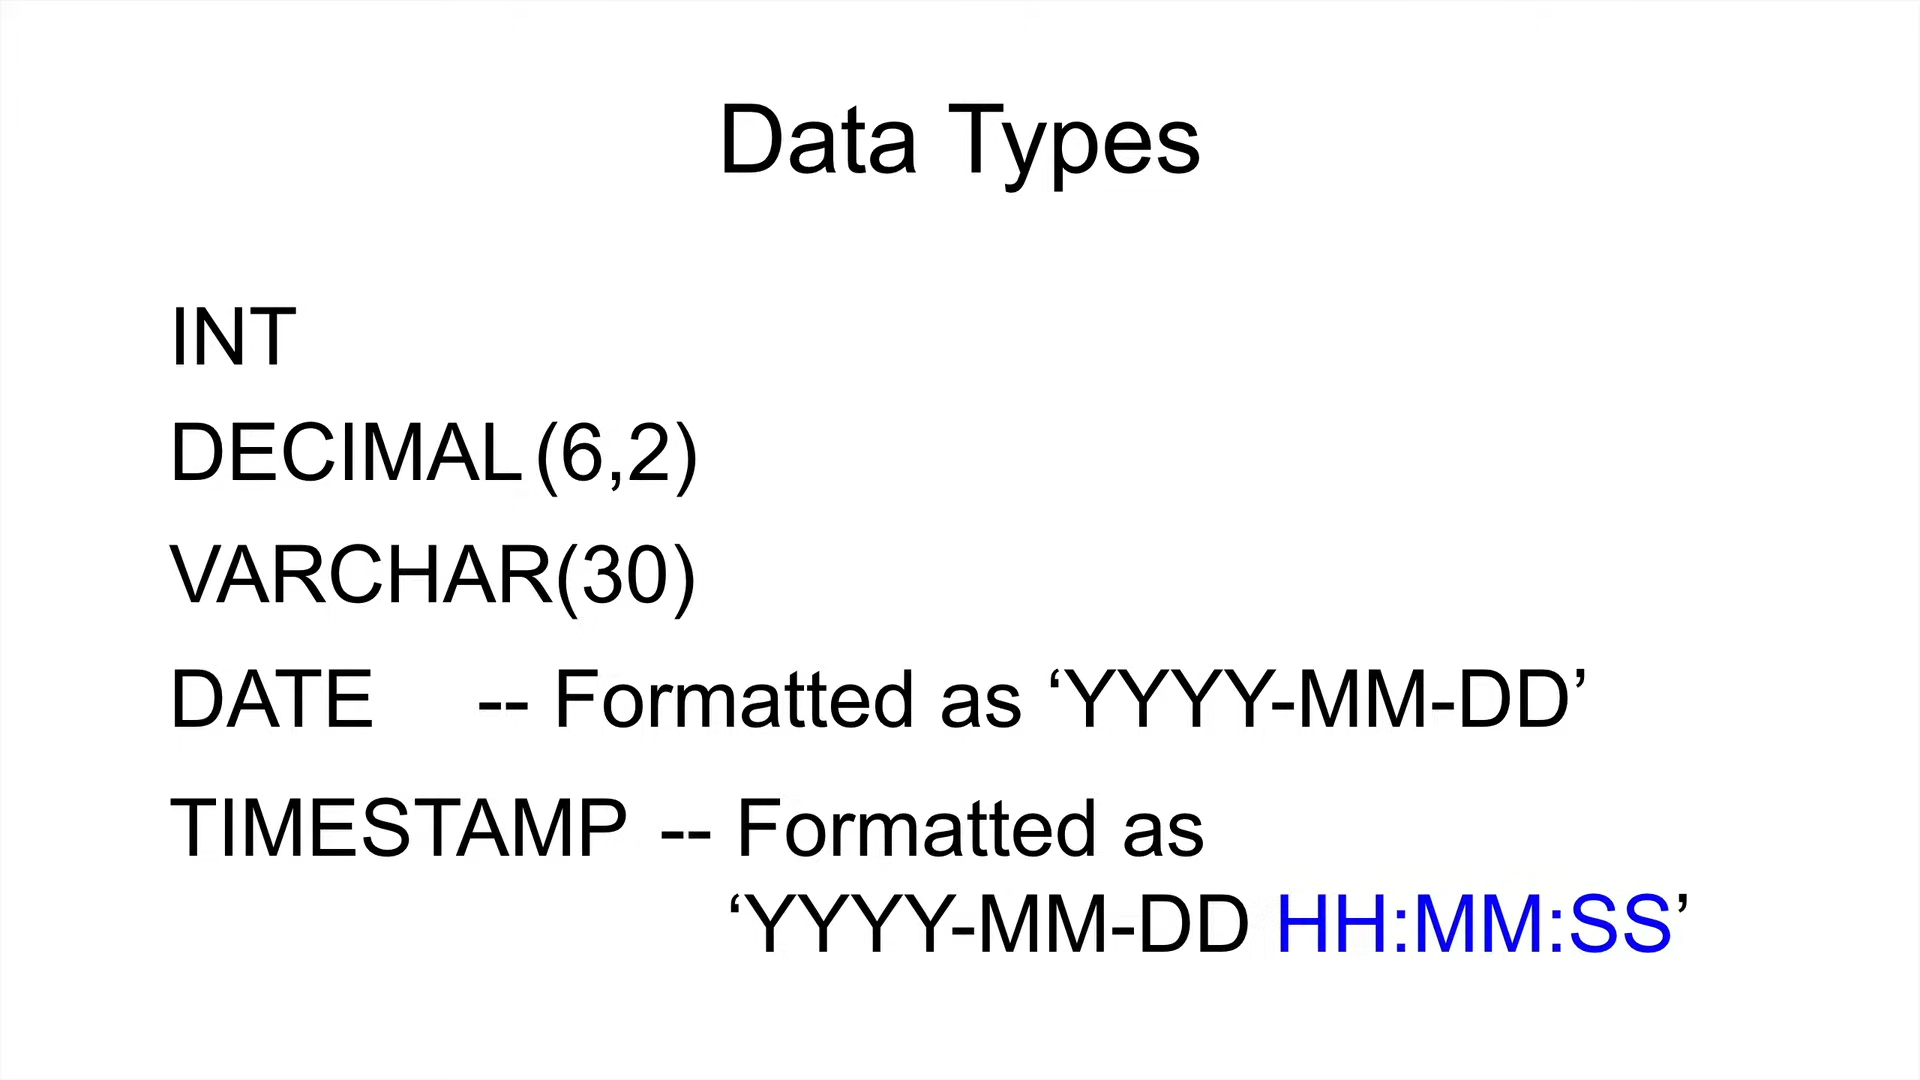 Data Types
INT
DECIMAL (6,2)
VARCHAR(30)
DATE -- Formatted as ‘YYYY-MM-DD’
TIMESTAMP -- Formatted as
‘YYYY-MM-DD HH:MM:SS’